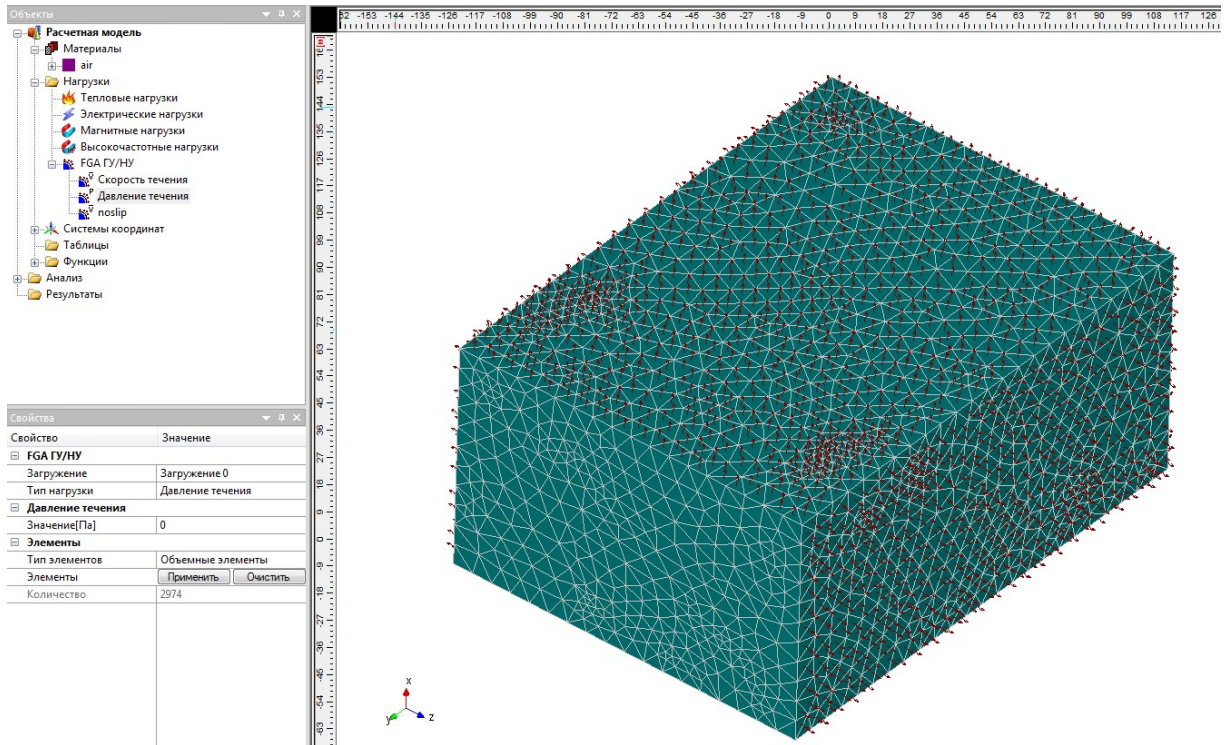 Объекты
Расчетная модель
Материалы
air
Нагрузки
Тепловые нагрузки
Электрические нагрузки
Магнитные нагрузки
Высокочастотные нагрузки
FGA ГУ/НУ
Скорость течения
Давление течения
noslip
Системы координат
Таблицы
Функции
Анализ
Результаты
Свойства
Свойство Значение
FGA ГУ/НУ
Загружение Загружение 0
Тип нагрузки Давление течения
Давление течения
Значение[Па] 0
Элементы
Тип элементов Объемные элементы
Элементы Применить Очистить
Количество 2974
-153 -144 -135 -126 -117 -108 -99 -90 -81 -72 -63 -54 -45 -36 -27 -18 -9 0 9 18 27 36 45 54 63 72 81 90 99 108 117 126
153
144
135
126
117
108
99
90
81
72
63
54
45
36
27
18
9
0
-9
-18
-27
-36
-45
-54
-63
x
y
z